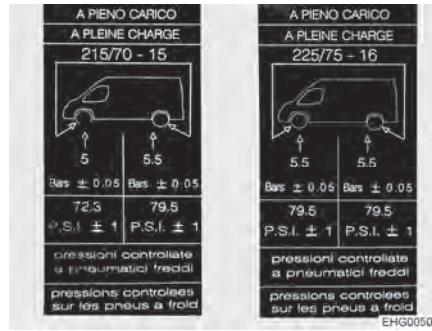 A PIENO CARICO
A PLEINE CHARGE
215/70 - 15
5 5.5
Bars ± 0.05 Bars ± 0.05
72.3 79.5
P.S.I. ± 1 P.S.I. ± 1
pressioni controllate
a pneumatici freddi
pressions controlees
sur les pneus a froid
A PIENO CARICO
A PLEINE CHARGE
225/75 - 16
5.5 5.5
Bars ± 0.05 Bars ± 0.05
79.5 79.5
P.S.I. ± 1 P.S.I. ± 1
pressioni controllate
a pneumatici freddi
pressions controlees
sur les pneus a froid
EHG0050